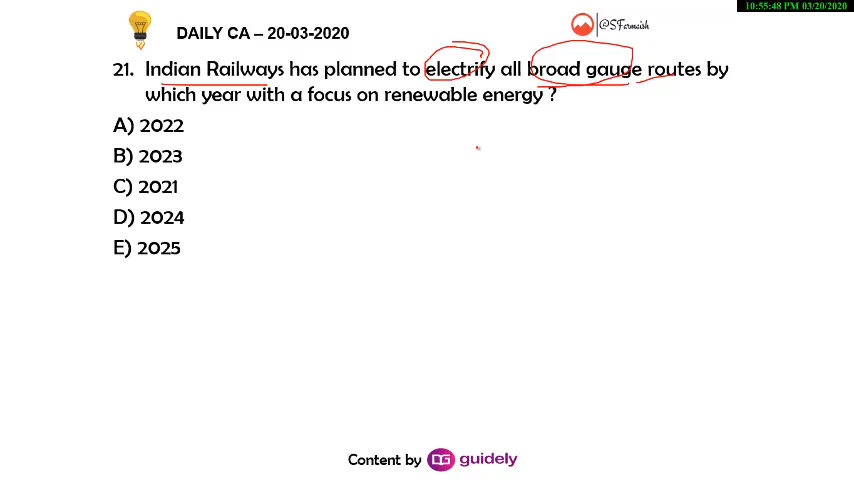 10:55:48 PM 03/20/2020
DAILY CA – 20-03-2020
@SFarmaish
21. Indian Railways has planned to electrify all broad gauge routes by
which year with a focus on renewable energy ?
A) 2022
B) 2023
C) 2021
D) 2024
E) 2025
Content by DG guidely